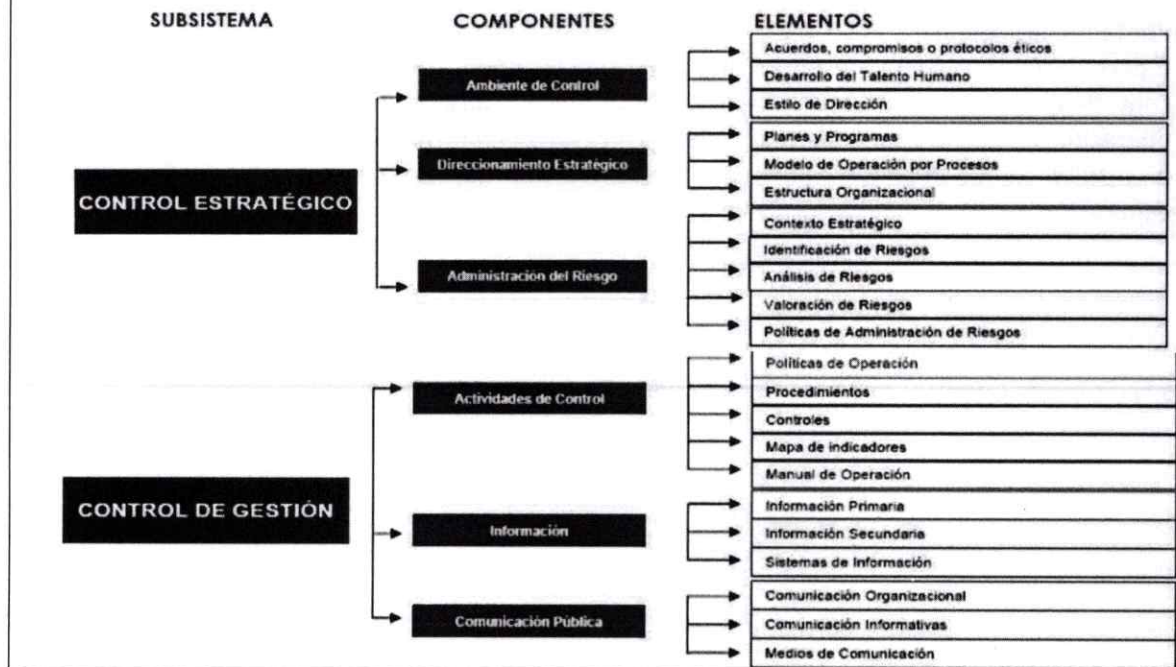 SUBSISTEMA
COMPONENTES
ELEMENTOS
CONTROL ESTRATÉGICO
Ambiente de Control
Acuerdos, compromisos o protocolos éticos
Desarrollo del Talento Humano
Estilo de Dirección
Direccionamiento Estratégico
Planes y Programas
Modelo de Operación por Procesos
Estructura Organizacional
Administración del Riesgo
Contexto Estratégico
Identificación de Riesgos
Análisis de Riesgos
Valoración de Riesgos
Políticas de Administración de Riesgos
CONTROL DE GESTIÓN
Actividades de Control
Políticas de Operación
Procedimientos
Controles
Mapa de indicadores
Manual de Operación
Información
Información Primaria
Información Secundaria
Sistemas de Información
Comunicación Pública
Comunicación Organizacional
Comunicación Informativas
Medios de Comunicación